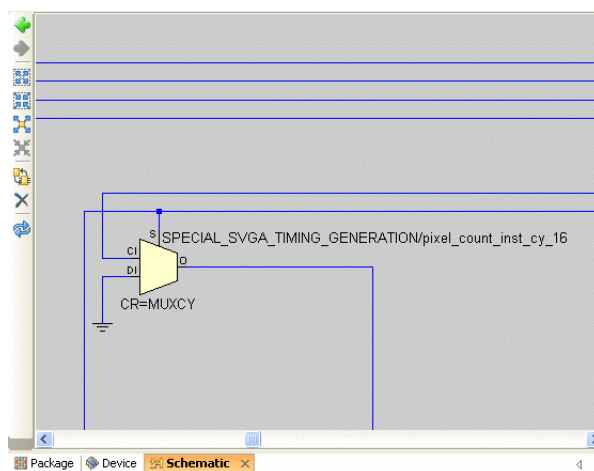 S SPECIAL_SVGA_TIMING_GENERATION/pixel_count_inst_cy_16
CI
O
DI
CR=MUXCY
Package Device Schematic